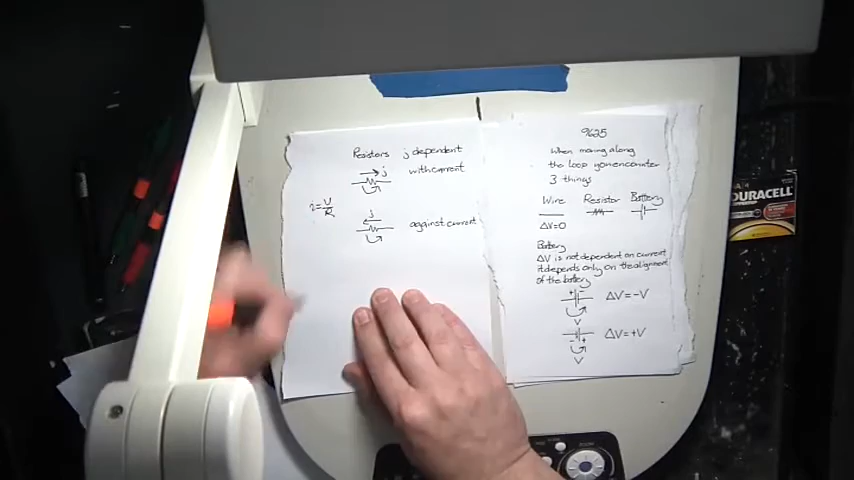 Resistors j dependent
j
with current
i=V/R
j
against current
%25
When moving along
the loop you encounter
3 things
Wire Resistor Battery
ΔV=0
Battery
ΔV is not dependent on current
it depends only on the alignment
of the battery
+ -
ΔV=-V
V
- +
ΔV=+V
V
DURACELL
ZOOM